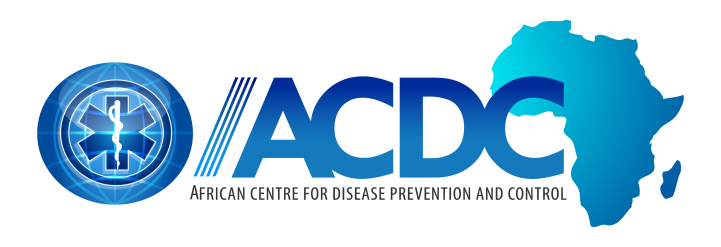 ACDC
AFRICAN CENTRE FOR DISEASE PREVENTION AND CONTROL